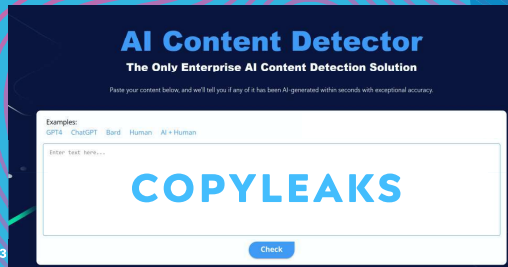 AI Content Detector
The Only Enterprise AI Content Detection Solution
Paste your content below, and we'll tell you if any of it has been AI-generated within seconds with exceptional accuracy.
Examples:
GPT4 ChatGPT Bard Human AI + Human
Enter text here...
COPYLEAKS
Check
3